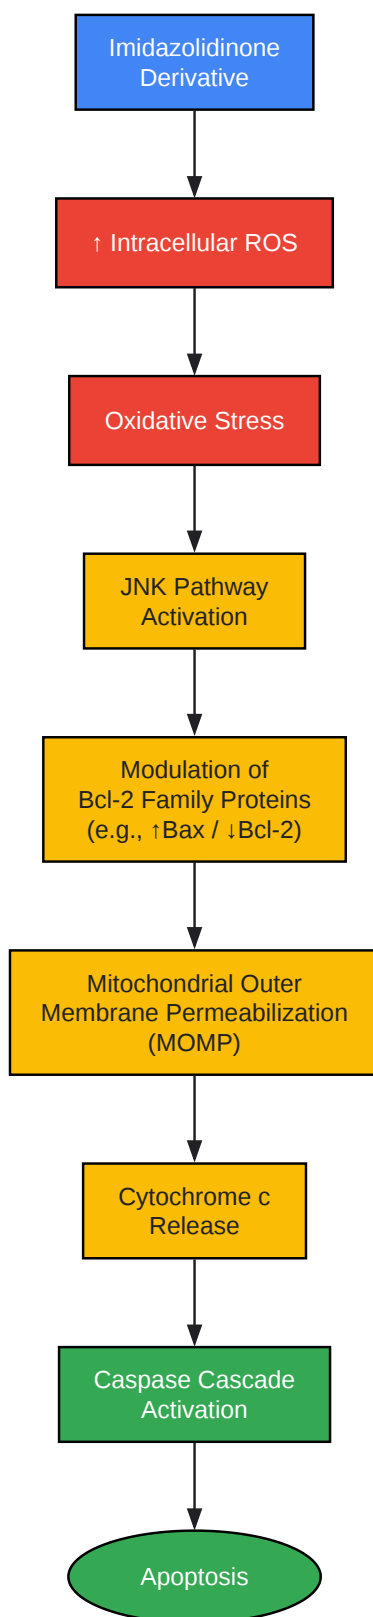 Imidazolidinone
Derivative
↑ Intracellular ROS
Oxidative Stress
JNK Pathway
Activation
Modulation of
Bcl-2 Family Proteins
(e.g., ↑Bax / ↓Bcl-2)
Mitochondrial Outer
Membrane Permeabilization
(MOMP)
Cytochrome c
Release
Caspase Cascade
Activation
Apoptosis